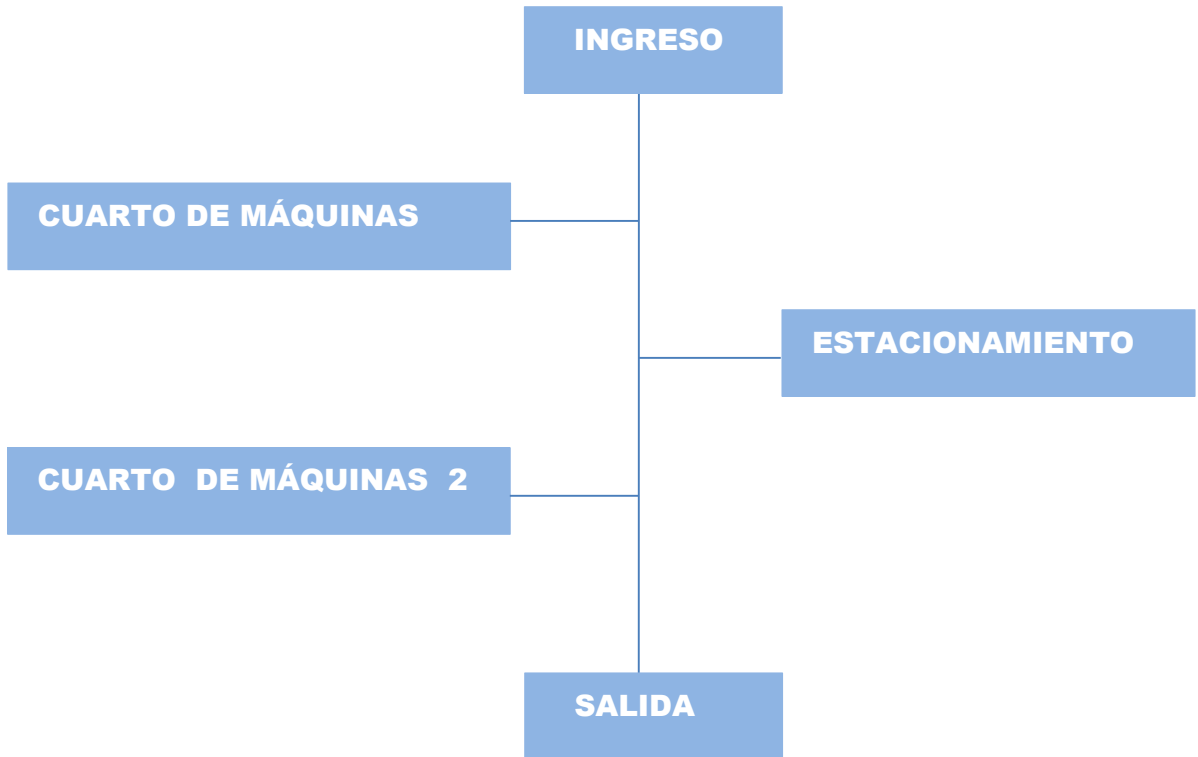 INGRESO
CUARTO DE MÁQUINAS
ESTACIONAMIENTO
CUARTO DE MÁQUINAS 2
SALIDA